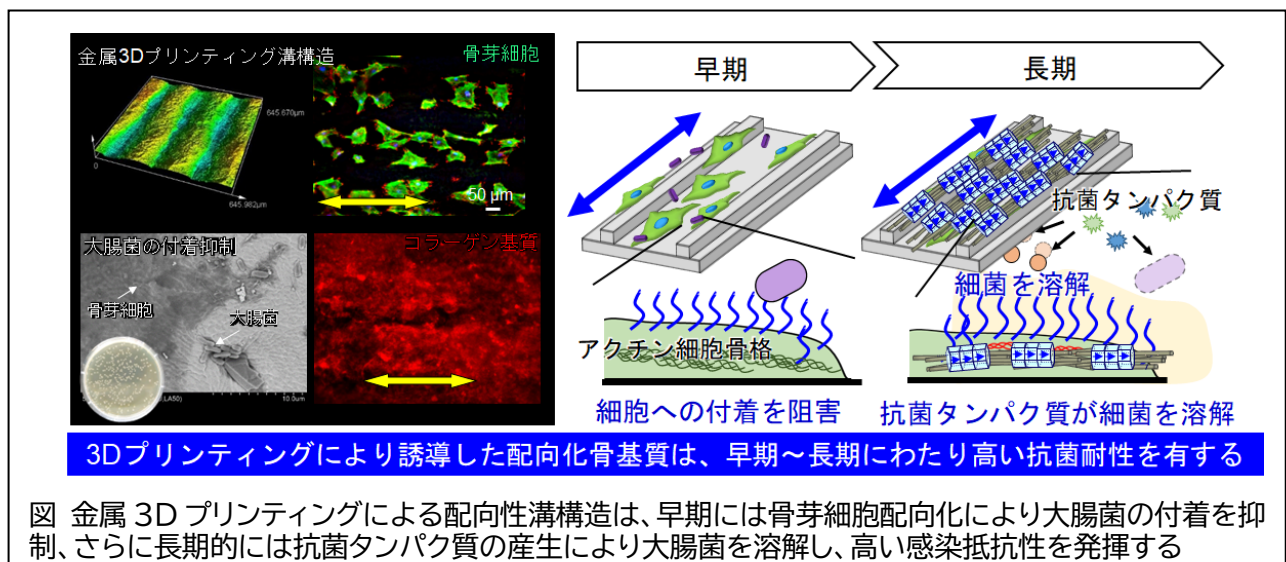 金属3Dプリンティング溝構造
645.670μm
0
645.982μm
骨芽細胞
50 μm
大腸菌の付着抑制
骨芽細胞
大腸菌
LA50)
10.0um
コラーゲン基質
早期
長期
抗菌タンパク質
細菌を溶解
アクチン細胞骨格
細胞への付着を阻害
抗菌タンパク質が細菌を溶解
3Dプリンティングにより誘導した配向化骨基質は、早期～長期にわたり高い抗菌耐性を有する
図 金属 3D プリンティングによる配向性溝構造は、早期には骨芽細胞配向化により大腸菌の付着を抑
制、さらに長期的には抗菌タンパク質の産生により大腸菌を溶解し、高い感染抵抗性を発揮する